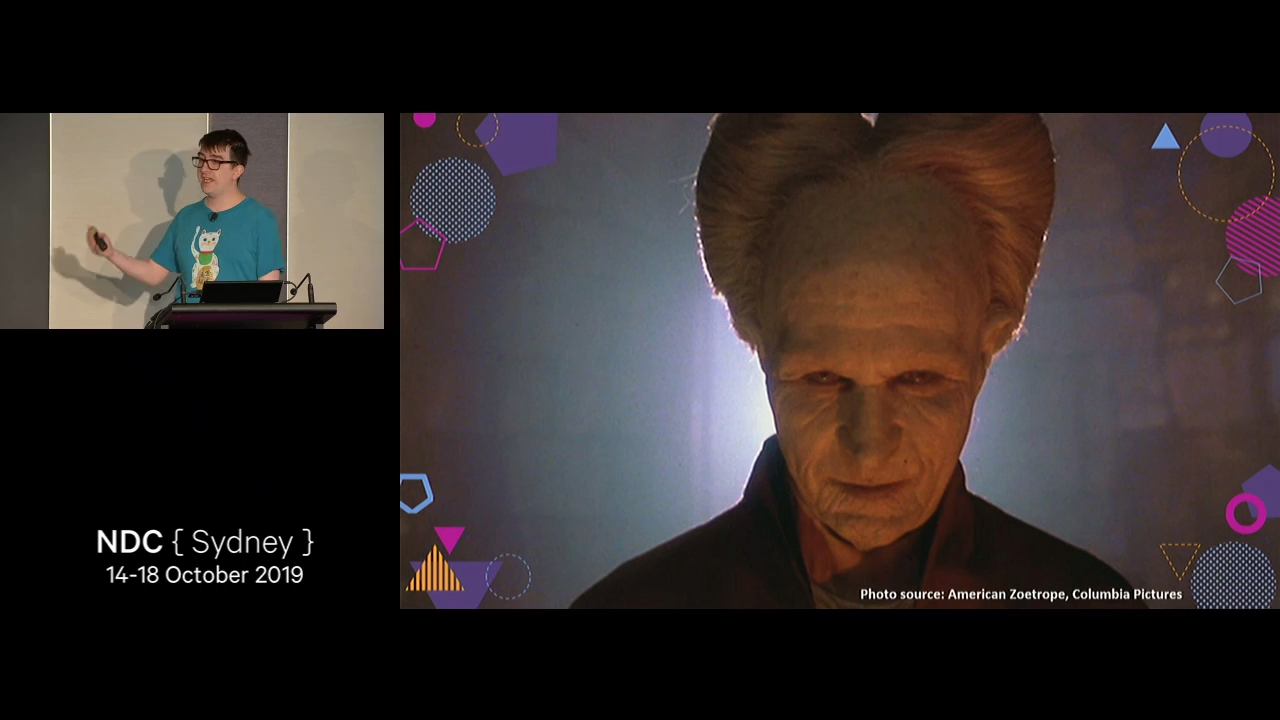 NDC { Sydney }
14-18 October 2019
Photo source: American Zoetrope, Columbia Pictures